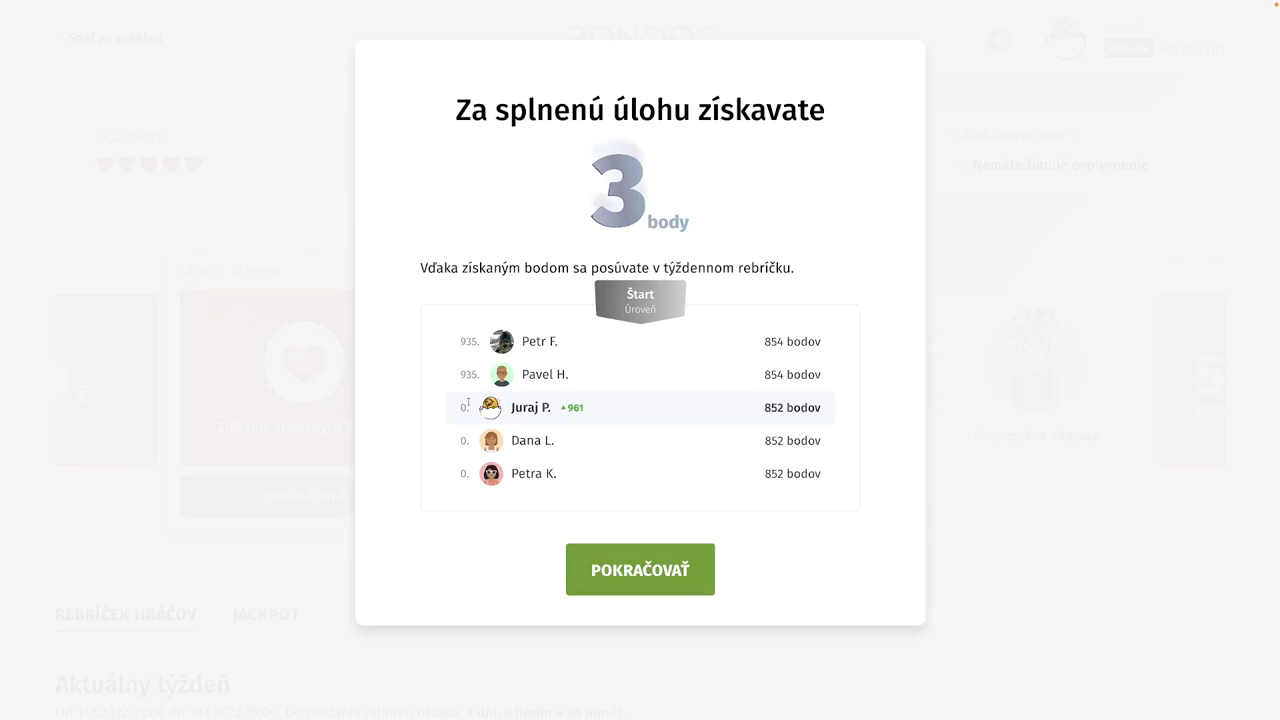 Späť na prehľad
Za splnenú úlohu získavate
3 body
Nemáte žiadne ovplyvnenie
Vďaka získaným bodom sa posúvate v týždennom rebríčku.
Štart
Úroveň
935. Petr F. 854 bodov
935. Pavel H. 854 bodov
0. Juraj P. 961 852 bodov
0. Dana L. 852 bodov
0. Petra K. 852 bodov
POKRAČOVAŤ
REBRÍČEK HRÁČOV JACKPOT
Aktuálny týždeň